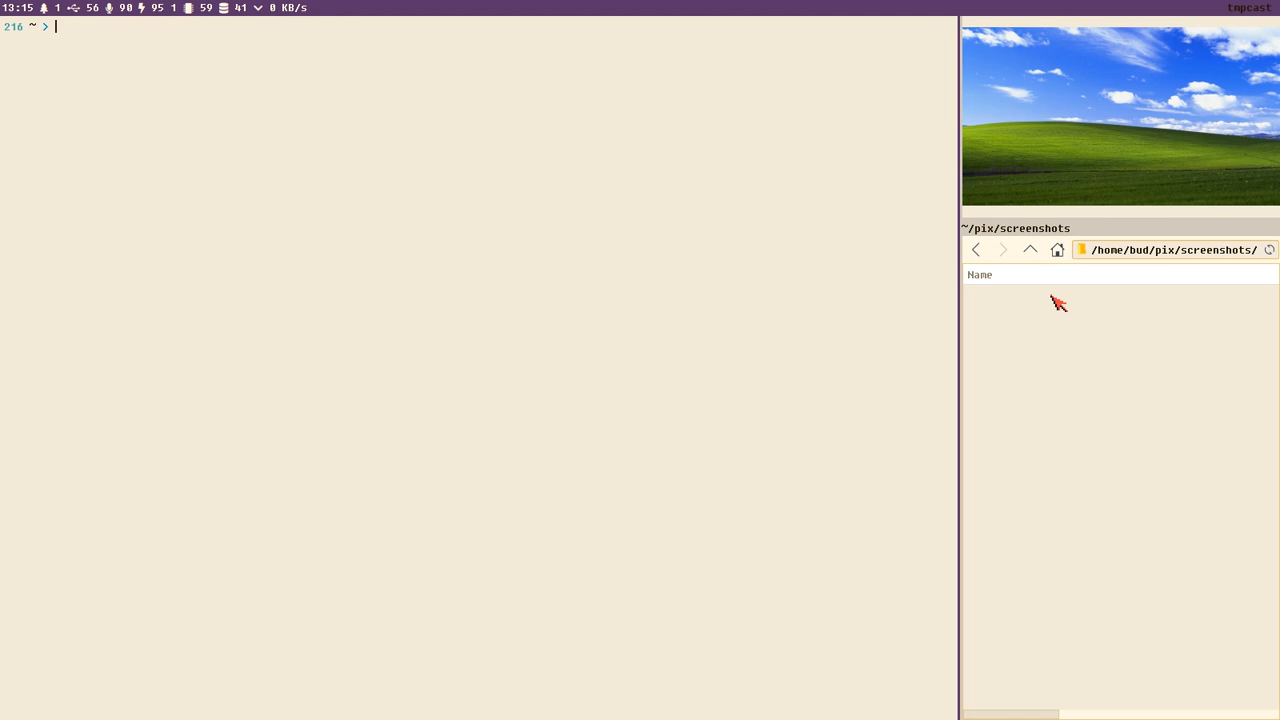 13:15 1 56 90 95 1 59 41 0 KB/s
tmpcast
216 ~ >
~/pix/screenshots
/home/bud/pix/screenshots/
Name